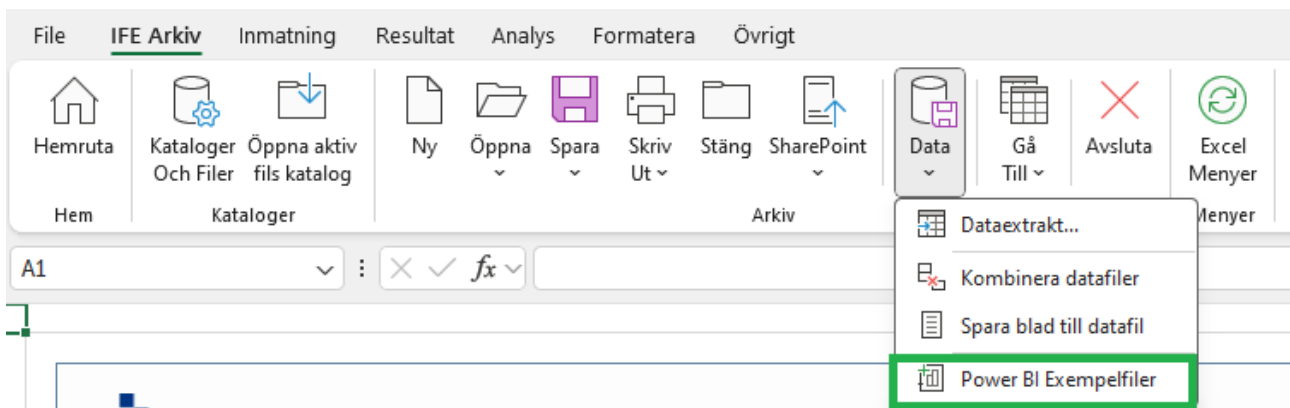 File IFE Arkiv Inmatning Resultat Analys Formatera Övrigt
Hemruta Kataloger Öppna aktiv Ny Öppna Spara Skriv Stäng SharePoint Data Gå Avsluta Excel
Och Filer fils katalog Ut Till Menyer
Hem Kataloger Arkiv Menyer
A1 fx
Dataextrakt...
Kombinera datafiler
Spara blad till datafil
Power BI Exempelfiler